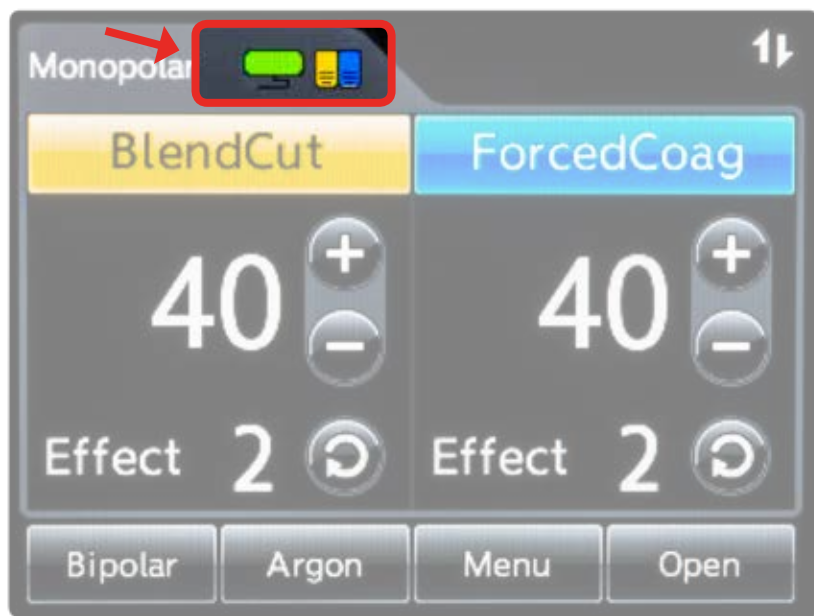 Monopolar
BlendCut ForcedCoag
40 + 40 +
− −
Effect 2 Effect 2
Bipolar Argon Menu Open